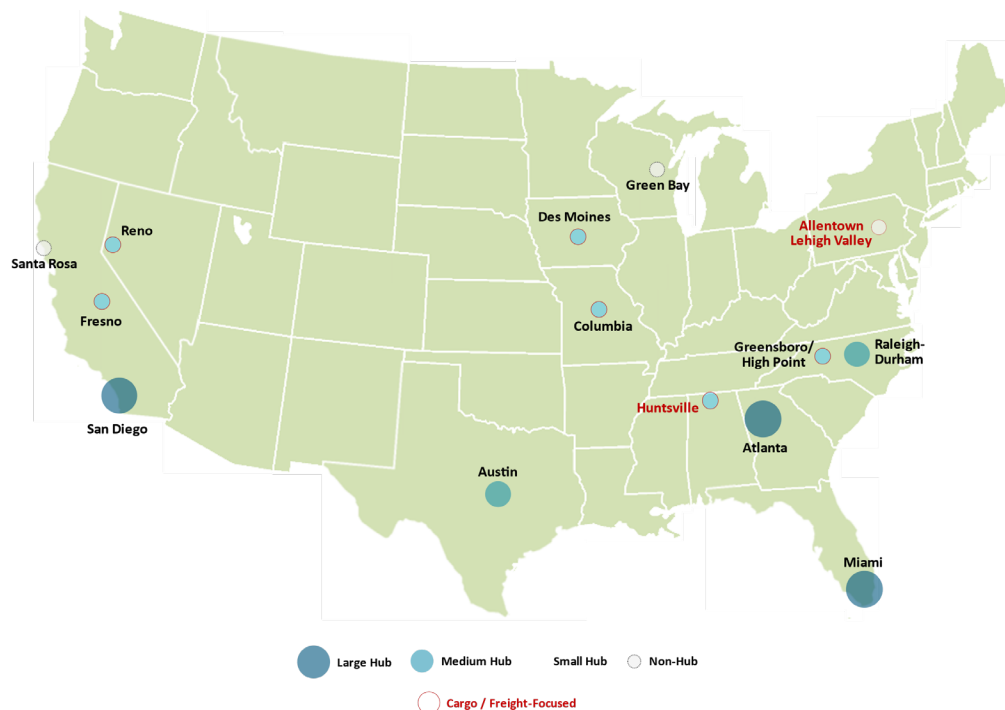 Green Bay
Des Moines
Allentown
Lehigh Valley
Reno
Santa Rosa
Fresno
Columbia
Greensboro/
High Point
Raleigh-
Durham
San Diego
Huntsville
Atlanta
Austin
Miami
Large Hub
Medium Hub
Small Hub
Non-Hub
Cargo / Freight-Focused